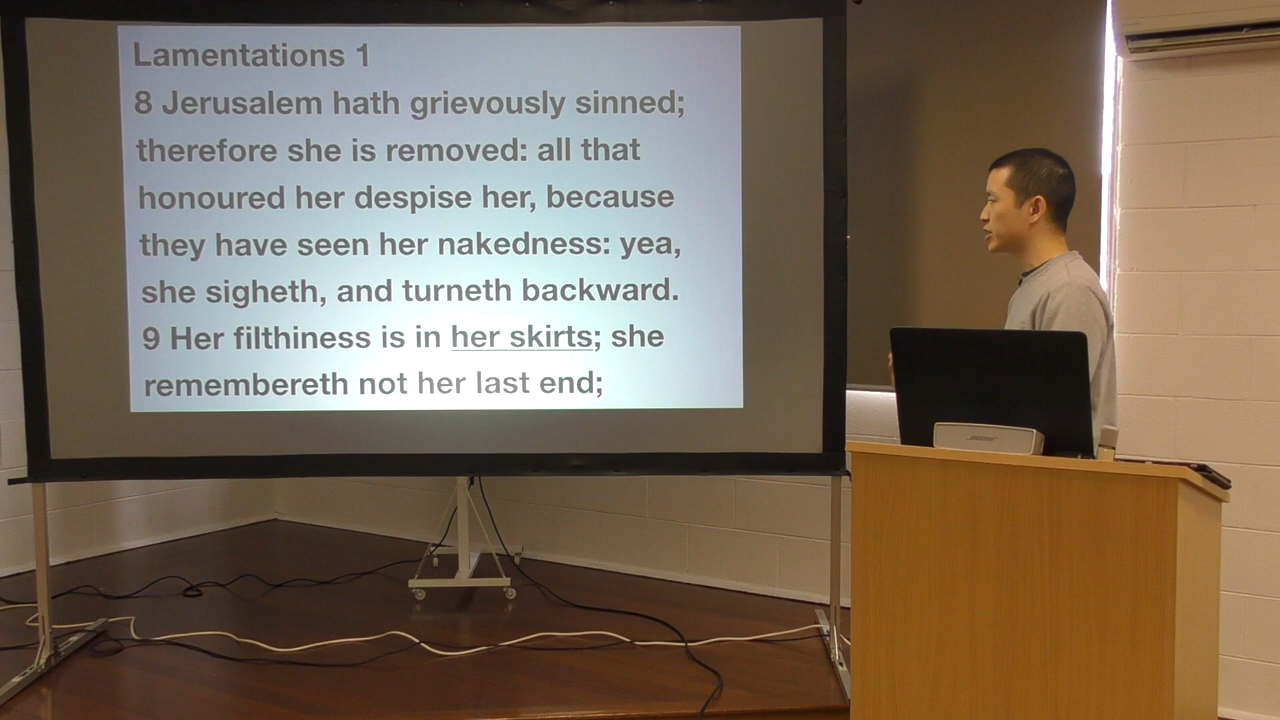 Lamentations 1
8 Jerusalem hath grievously sinned;
therefore she is removed: all that
honoured her despise her, because
they have seen her nakedness: yea,
she sigheth, and turneth backward.
9 Her filthiness is in her skirts; she
remembereth not her last end;